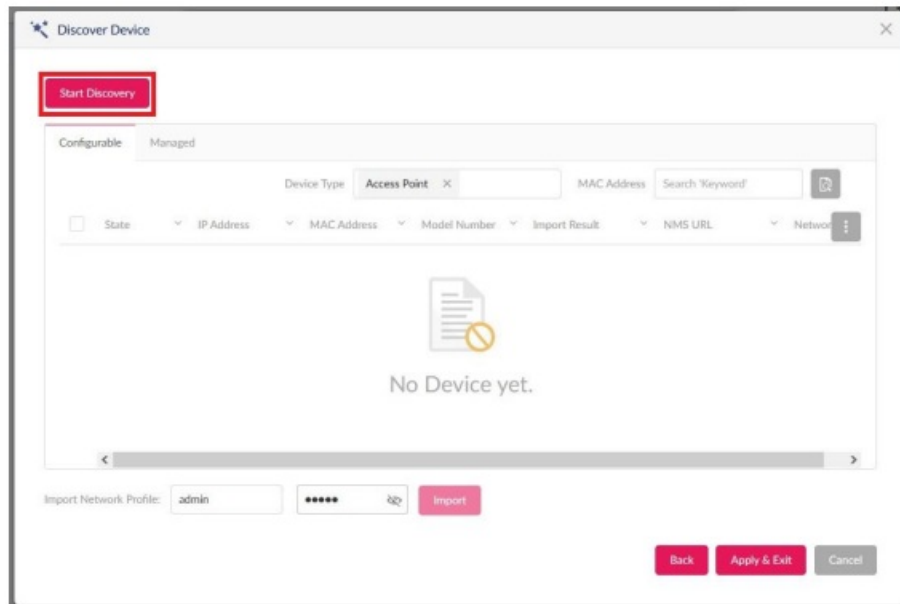 Discover Device
Start Discovery
Configurable Managed
Device Type Access Point MAC Address Search 'Keyword'
State IP Address MAC Address Model Number Import Result NMS URL Networ
No Device yet.
Import Network Profile: admin ••••• Import
Back Apply & Exit Cancel